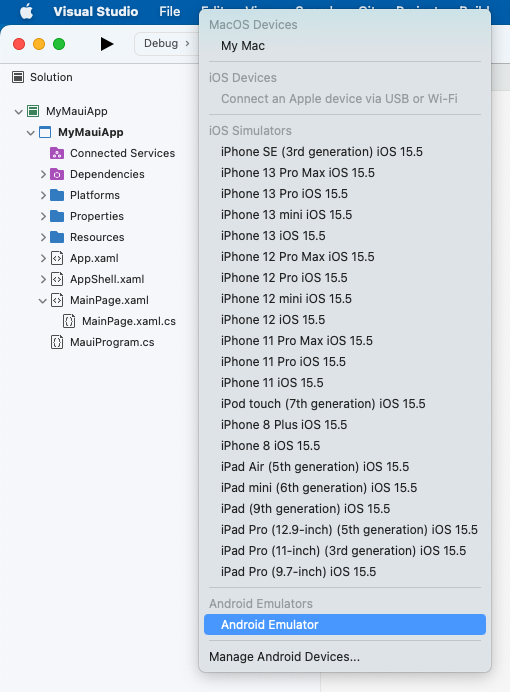 Visual Studio File
Debug
Solution
MyMauiApp
MyMauiApp
Connected Services
Dependencies
Platforms
Properties
Resources
App.xaml
AppShell.xaml
MainPage.xaml
MainPage.xaml.cs
MauiProgram.cs
MacOS Devices
My Mac
iOS Devices
Connect an Apple device via USB or Wi-Fi
iOS Simulators
iPhone SE (3rd generation) iOS 15.5
iPhone 13 Pro Max iOS 15.5
iPhone 13 Pro iOS 15.5
iPhone 13 mini iOS 15.5
iPhone 13 iOS 15.5
iPhone 12 Pro Max iOS 15.5
iPhone 12 Pro iOS 15.5
iPhone 12 mini iOS 15.5
iPhone 12 iOS 15.5
iPhone 11 Pro Max iOS 15.5
iPhone 11 Pro iOS 15.5
iPhone 11 iOS 15.5
iPod touch (7th generation) iOS 15.5
iPhone 8 Plus iOS 15.5
iPhone 8 iOS 15.5
iPad Air (5th generation) iOS 15.5
iPad mini (6th generation) iOS 15.5
iPad (9th generation) iOS 15.5
iPad Pro (12.9-inch) (5th generation) iOS 15.5
iPad Pro (11-inch) (3rd generation) iOS 15.5
iPad Pro (9.7-inch) iOS 15.5
Android Emulators
Android Emulator
Manage Android Devices...